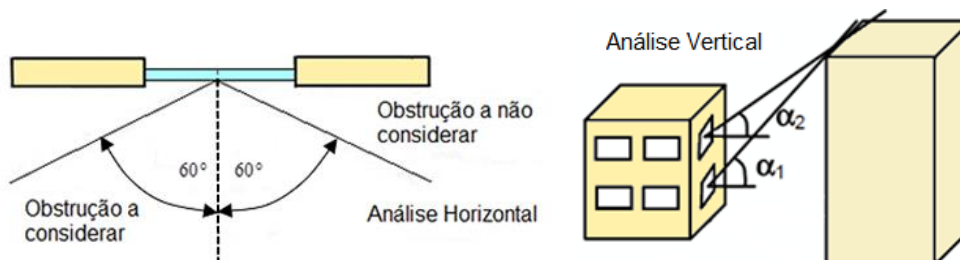 Obstrução a não
considerar
60° 60°
Obstrução a
considerar
Análise Horizontal
Análise Vertical
α2
α1